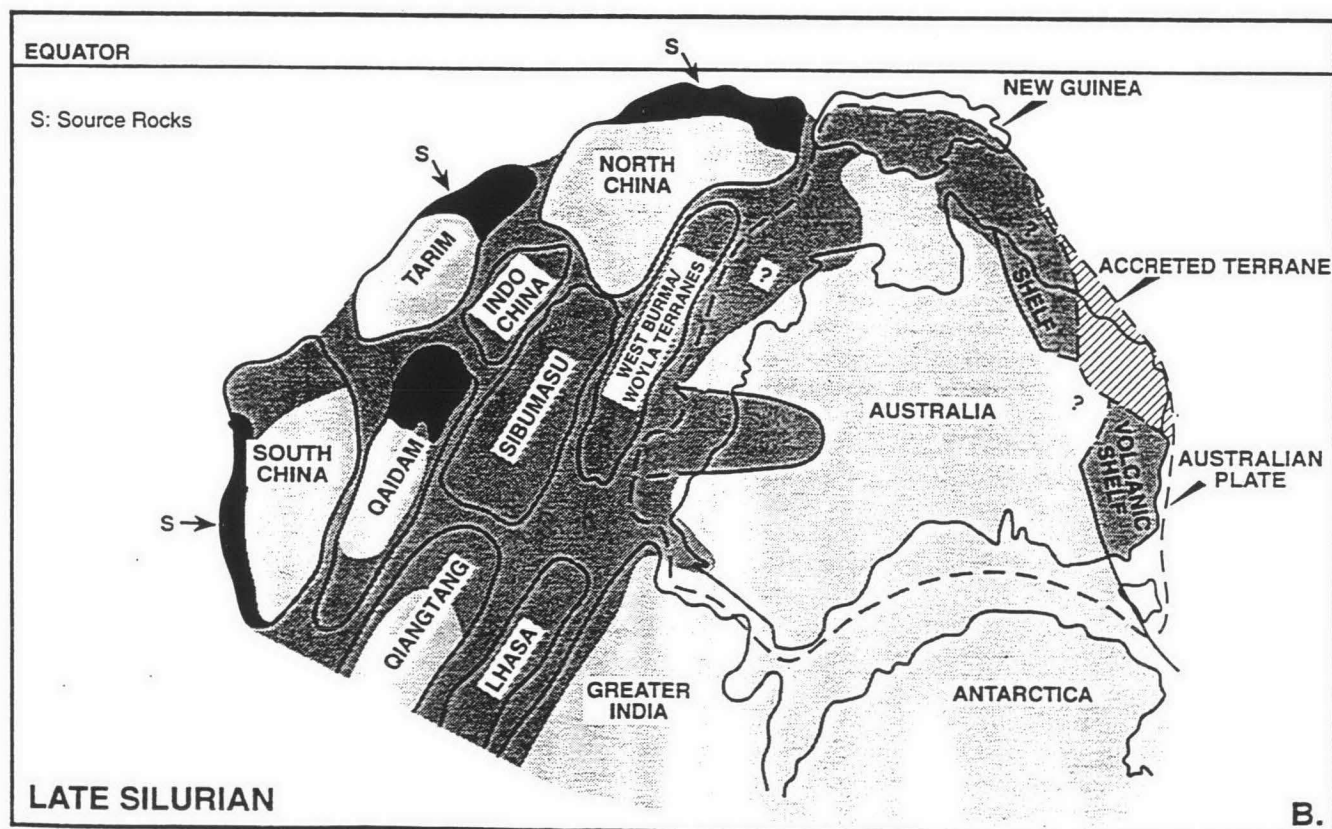 EQUATOR
S
S: Source Rocks
NEW GUINEA
S
NORTH
CHINA
TARIM
INDO
CHINA
?
WEST BURMA/
WOYLA TERRANES
?
SHELF
ACCRETED TERRANE
SIBUMASU
AUSTRALIA
?
SOUTH
CHINA
QAIDAM
VOLCANIC
SHELF
AUSTRALIAN
PLATE
S
QIANGTANG
LHASA
GREATER
INDIA
ANTARCTICA
LATE SILURIAN
B.